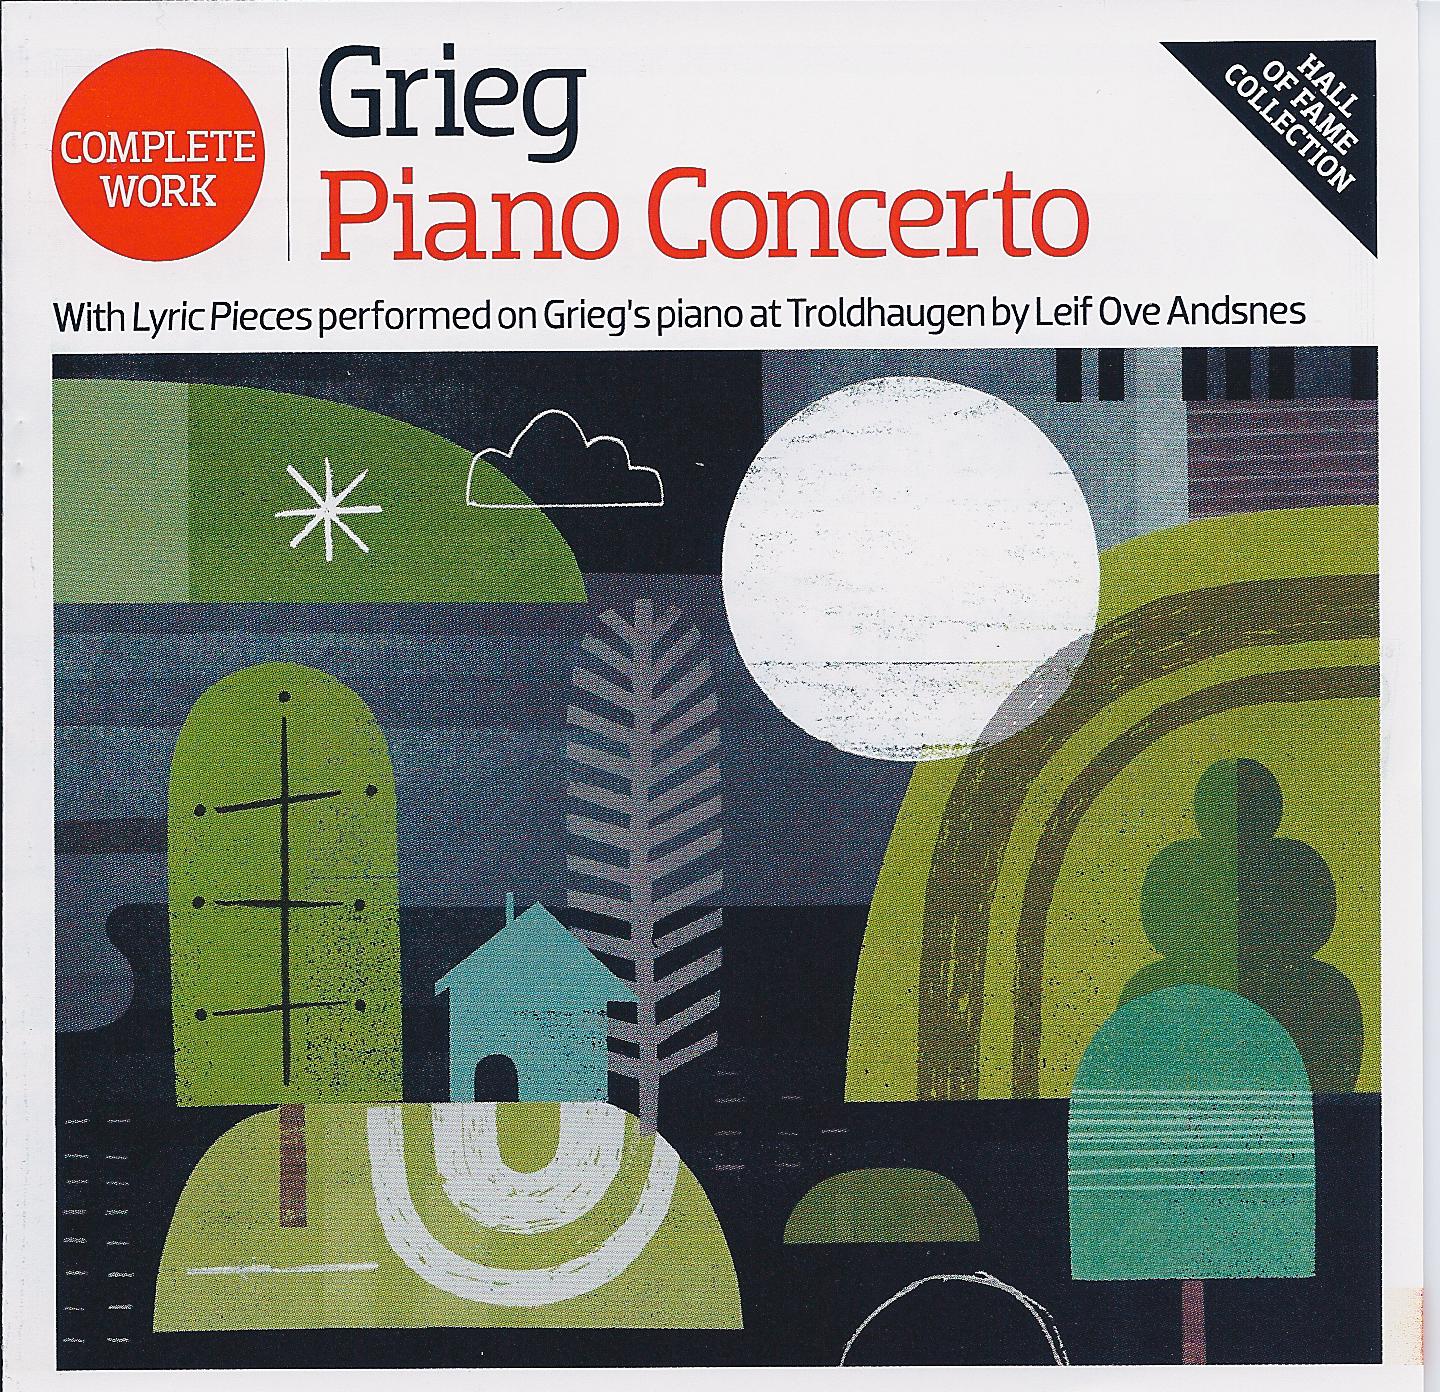 COMPLETE
WORK
Grieg
Piano Concerto
HALL
OF FAME
COLLECTION
With Lyric Pieces performed on Grieg's piano at Troldhaugen by Leif Ove Andsnes